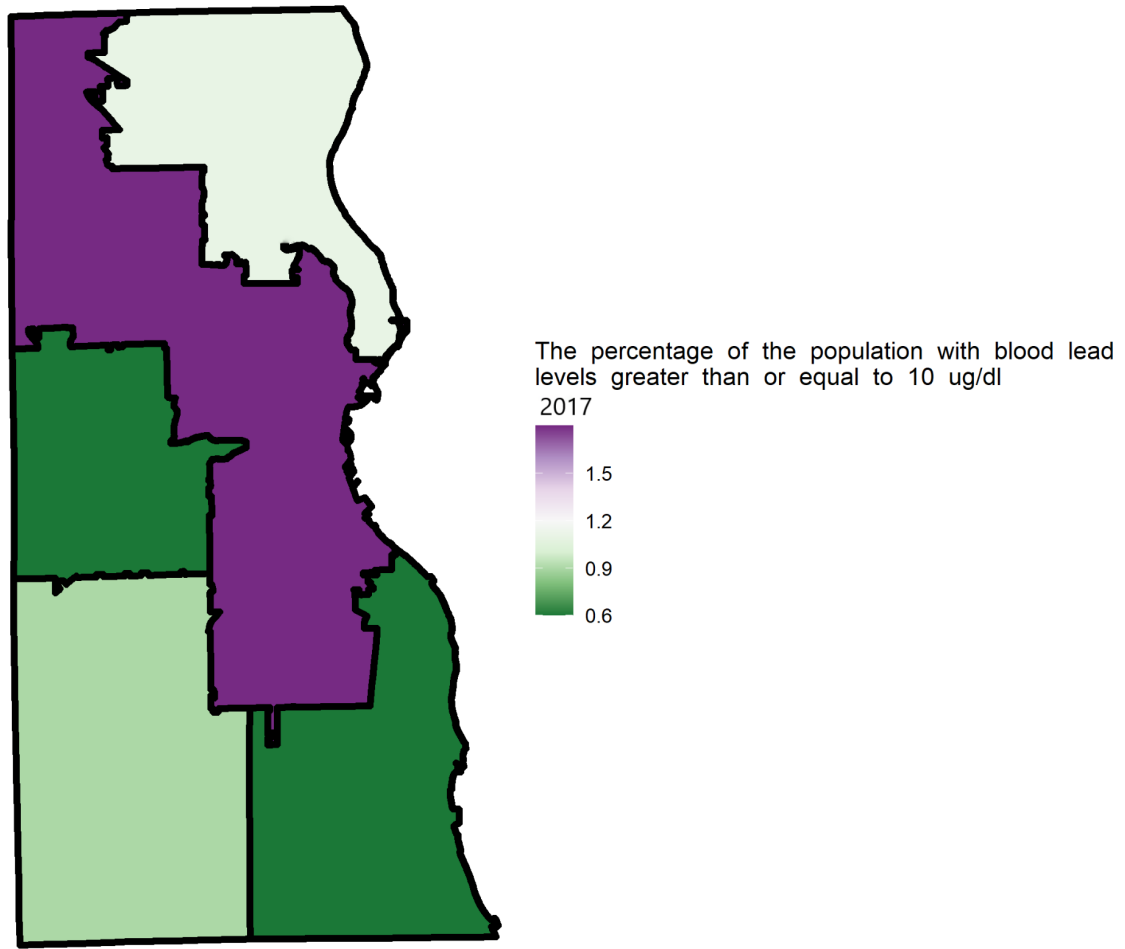 The percentage of the population with blood lead
levels greater than or equal to 10 ug/dl
2017
1.5
1.2
0.9
0.6